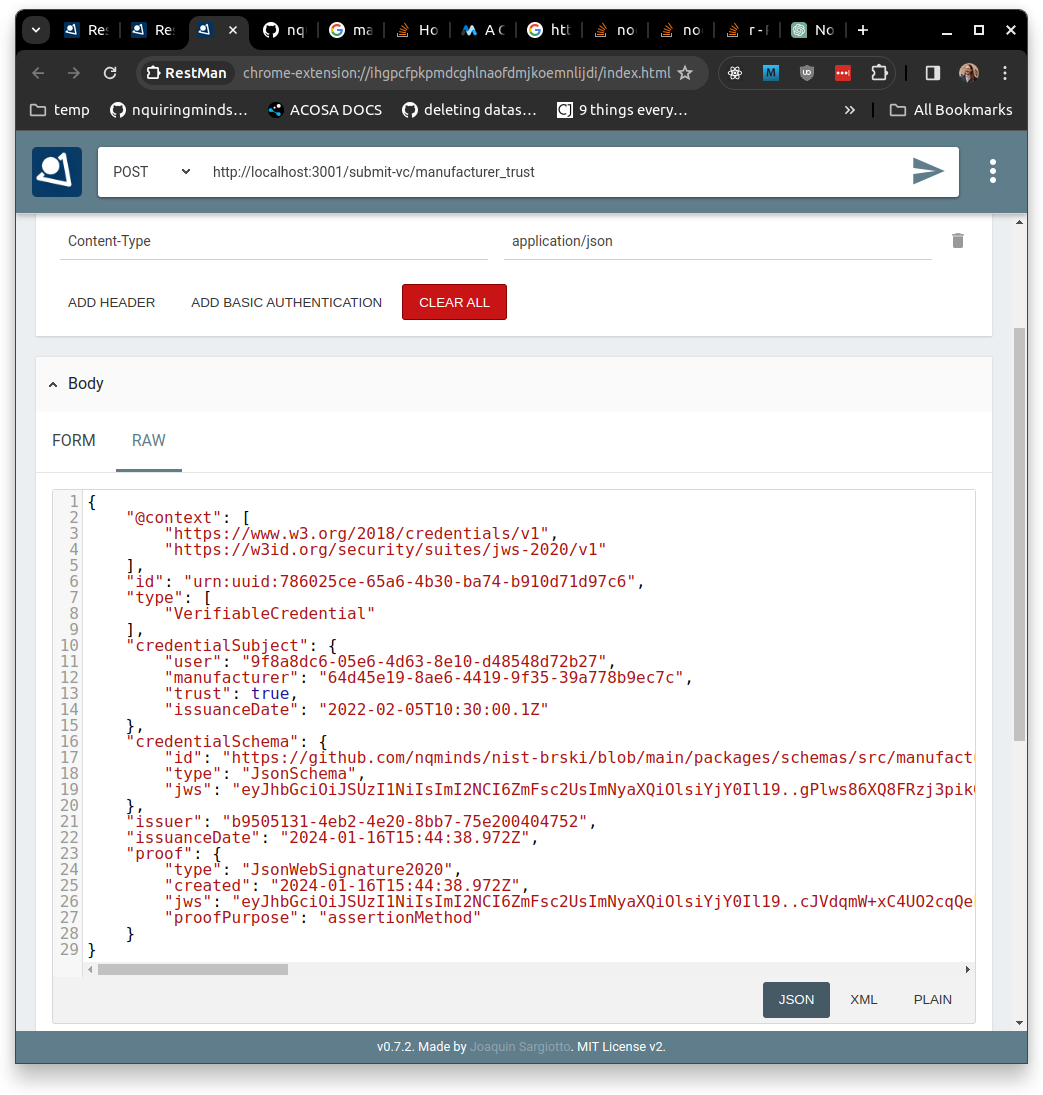 Re Re nq ma Ho A C htt no no r - F No
RestMan chrome-extension://ihgpcfpkpmdcghlnaofdmjkoemnlijdi/index.html
temp nquiringminds... ACOSA DOCS deleting datas... 9 things every... » All Bookmarks
POST http://localhost:3001/submit-vc/manufacturer_trust
Content-Type application/json
ADD HEADER ADD BASIC AUTHENTICATION CLEAR ALL
Body
FORM RAW
1 {
2 "@context": [
3 "https://www.w3.org/2018/credentials/v1",
4 "https://w3id.org/security/suites/jws-2020/v1"
5 ],
6 "id": "urn:uuid:786025ce-65a6-4b30-ba74-b910d71d97c6",
7 "type": [
8 "VerifiableCredential"
9 ],
10 "credentialSubject": {
11 "user": "9f8a8dc6-05e6-4d63-8e10-d48548d72b27",
12 "manufacturer": "64d45e19-8ae6-4419-9f35-39a778b9ec7c",
13 "trust": true,
14 "issuanceDate": "2022-02-05T10:30:00.1Z"
15 },
16 "credentialSchema": {
17 "id": "https://github.com/nqminds/nist-brski/blob/main/packages/schemas/src/manufactu
18 "type": "JsonSchema",
19 "jws": "eyJhbGciOiJSUzI1NiIsImI2NCI6ZmFsc2UsImNyaXQiOlsiYjY0Il19..gPlws86XQ8FRzj3pik
20 },
21 "issuer": "b9505131-4eb2-4e20-8bb7-75e200404752",
22 "issuanceDate": "2024-01-16T15:44:38.972Z",
23 "proof": {
24 "type": "JsonWebSignature2020",
25 "created": "2024-01-16T15:44:38.972Z",
26 "jws": "eyJhbGciOiJSUzI1NiIsImI2NCI6ZmFsc2UsImNyaXQiOlsiYjY0Il19..cJVdqmW+xC4UO2cqQe
27 "proofPurpose": "assertionMethod"
28 }
29 }
JSON XML PLAIN
v0.7.2. Made by Joaquin Sargiotto. MIT License v2.